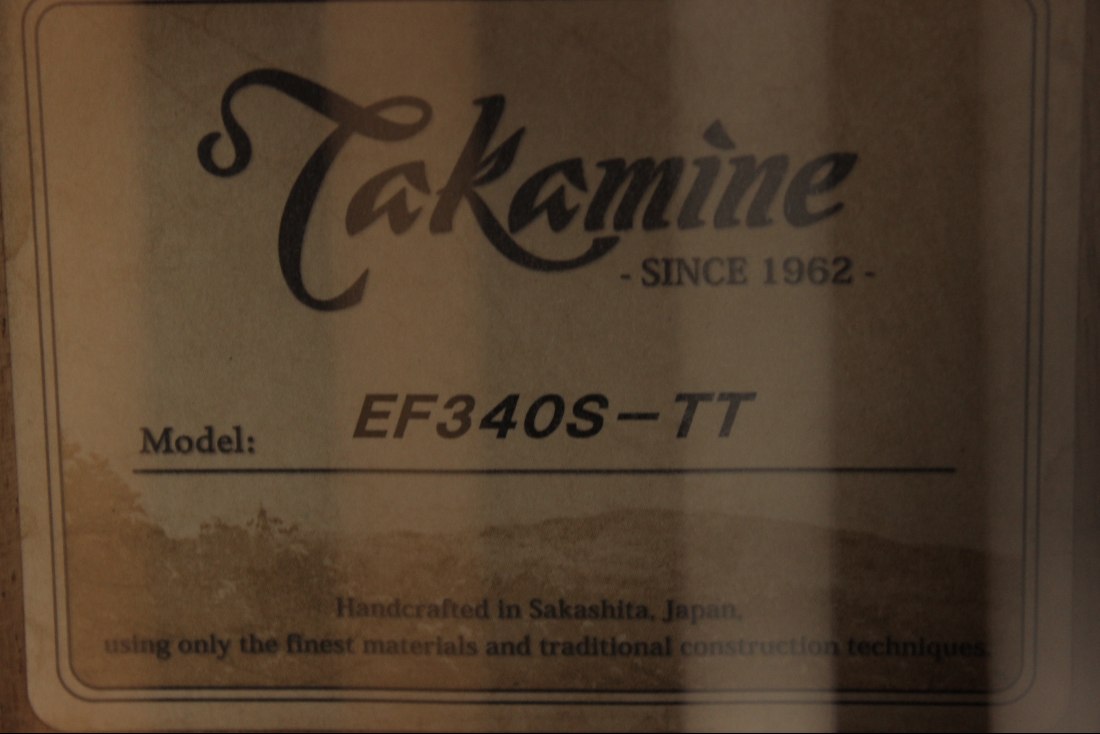 Takamine
- SINCE 1962 -
Model: EF340S-TT
Handcrafted in Sakashita, Japan,
using only the finest materials and traditional construction techniques.